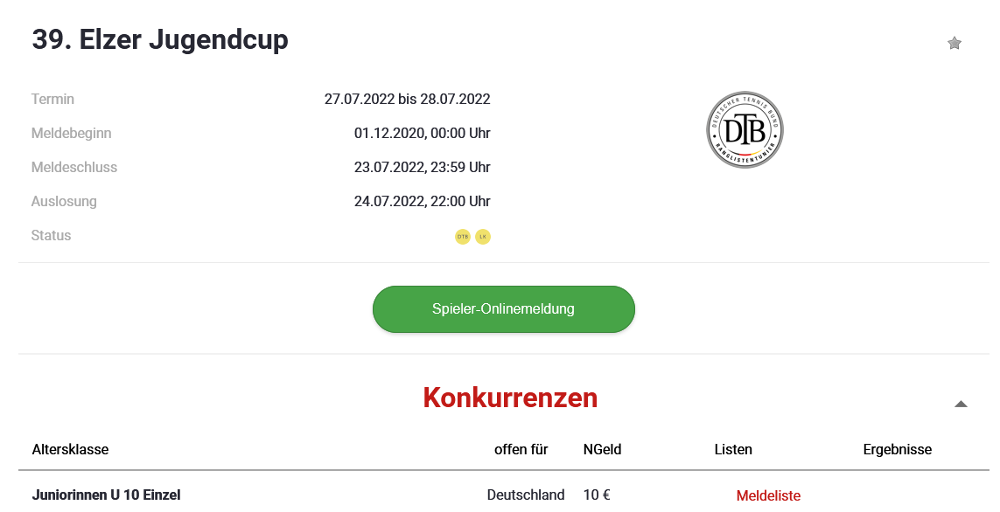 39. Elzer Jugendcup
Termin 27.07.2022 bis 28.07.2022
Meldebeginn 01.12.2020, 00:00 Uhr
Meldeschluss 23.07.2022, 23:59 Uhr
Auslosung 24.07.2022, 22:00 Uhr
Status DTB LK
DEUTSCHER TENNIS BUND
DTB
RANGLISTENTUNIER
Spieler-Onlinemeldung
Konkurrenzen
Altersklasse offen für NGeld Listen Ergebnisse
Juniorinnen U 10 Einzel Deutschland 10 € Meldeliste